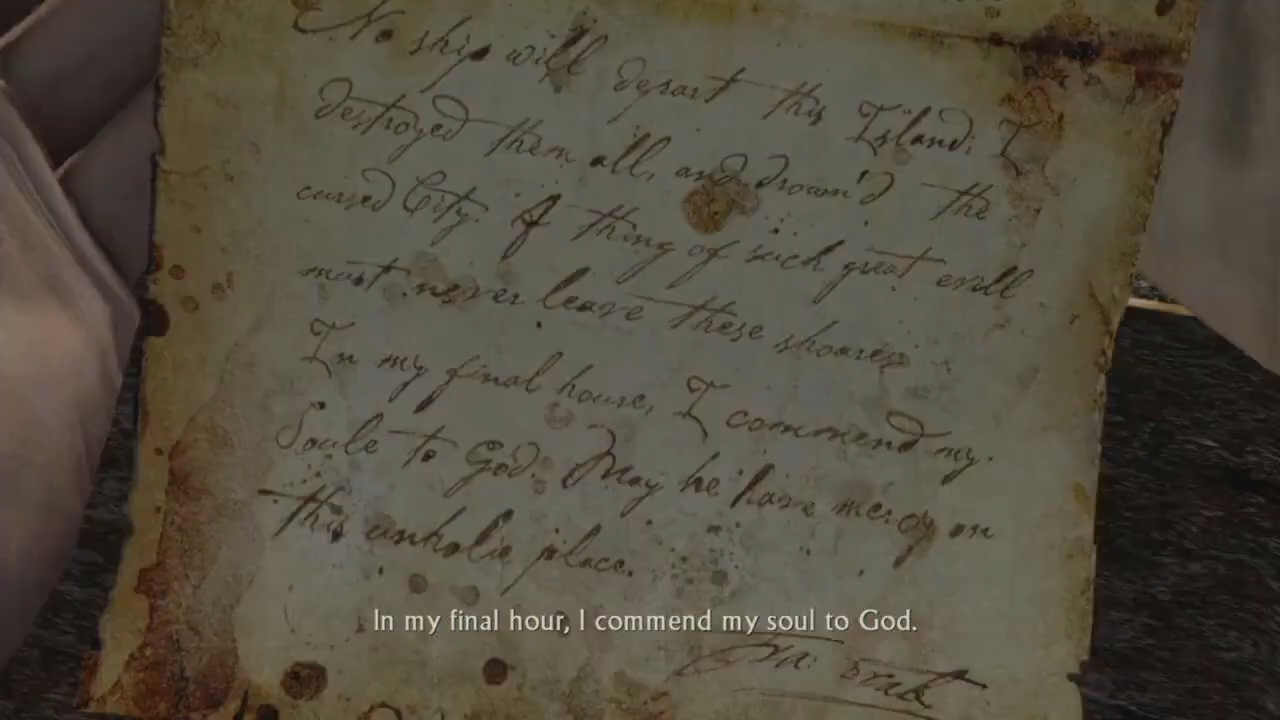 No ship will depart this Island; I
destroyed them all, and drown'd the
cursed City. A thing of such great evill
must never leave these shoares
In my final houre, I commend my
Soule to God. May he have mercy on
this unholie place.
In my final hour, I commend my soul to God.
Fra: Drak